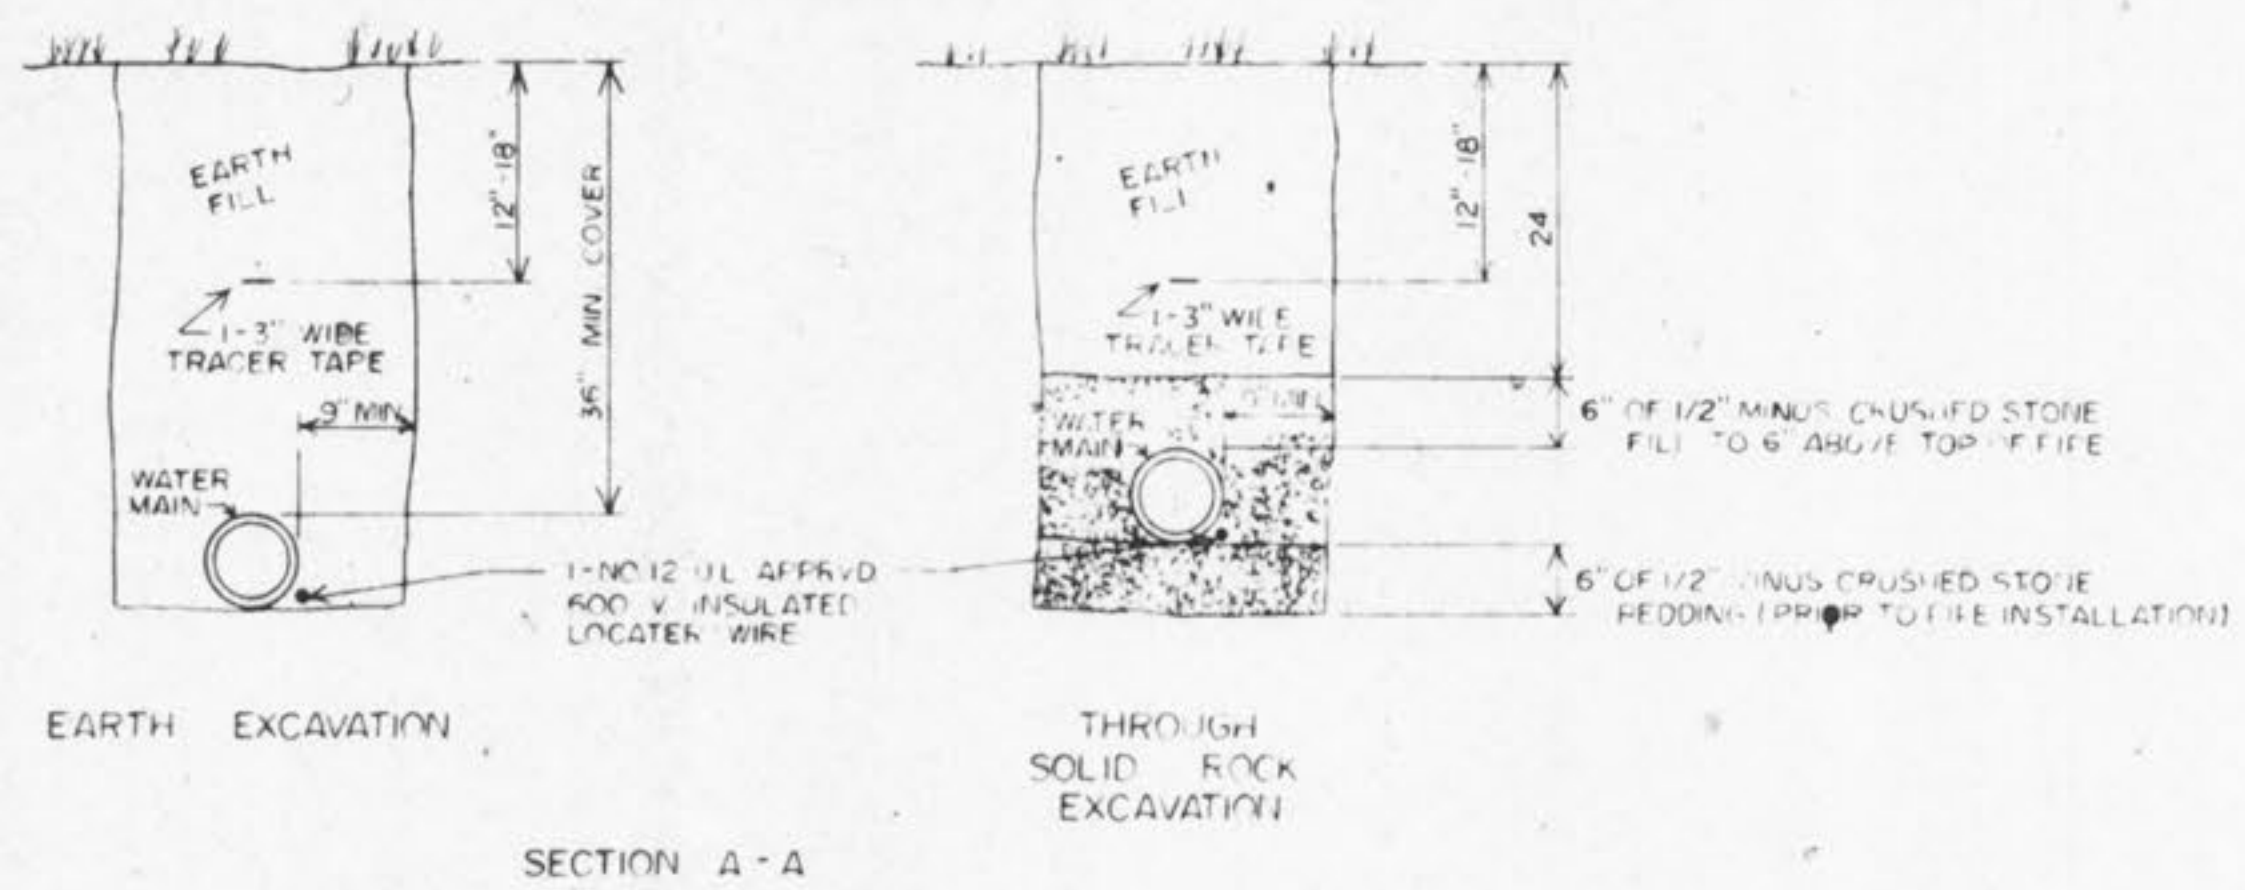 EARTH
FILL
12"-18"
36" MIN COVER
1-3" WIDE
TRACER TAPE
9" MIN
WATER
MAIN
1-NO 12 UL APPRVD
600 V INSULATED
LOCATER WIRE
EARTH EXCAVATION
EARTH
FILL
12"-18"
24
1-3" WIDE
TRACER TAPE
WATER
MAIN
6" OF 1/2" MINUS CRUSHED STONE
FILL TO 6" ABOVE TOP OF PIPE
6" OF 1/2" MINUS CRUSHED STONE
BEDDING (PRIOR TO PIPE INSTALLATION)
THROUGH
SOLID ROCK
EXCAVATION
SECTION A-A